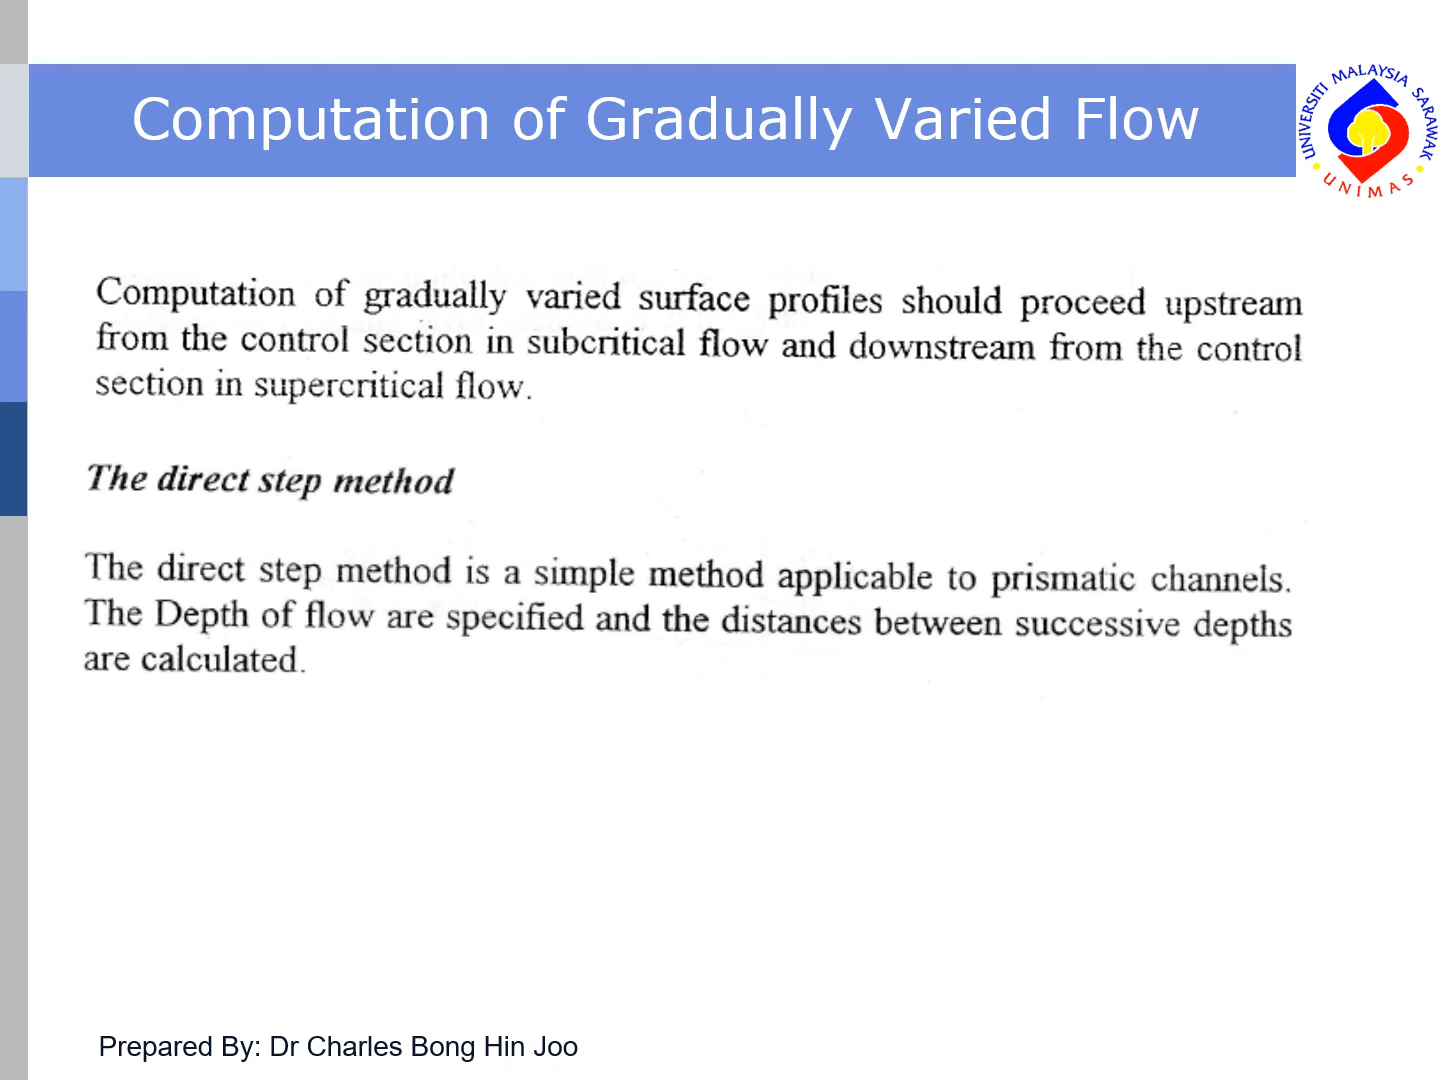 Computation of Gradually Varied Flow
UNIVERSITI MALAYSIA SARAWAK
UNIMAS
Computation of gradually varied surface profiles should proceed upstream
from the control section in subcritical flow and downstream from the control
section in supercritical flow.
The direct step method
The direct step method is a simple method applicable to prismatic channels.
The Depth of flow are specified and the distances between successive depths
are calculated.
Prepared By: Dr Charles Bong Hin Joo